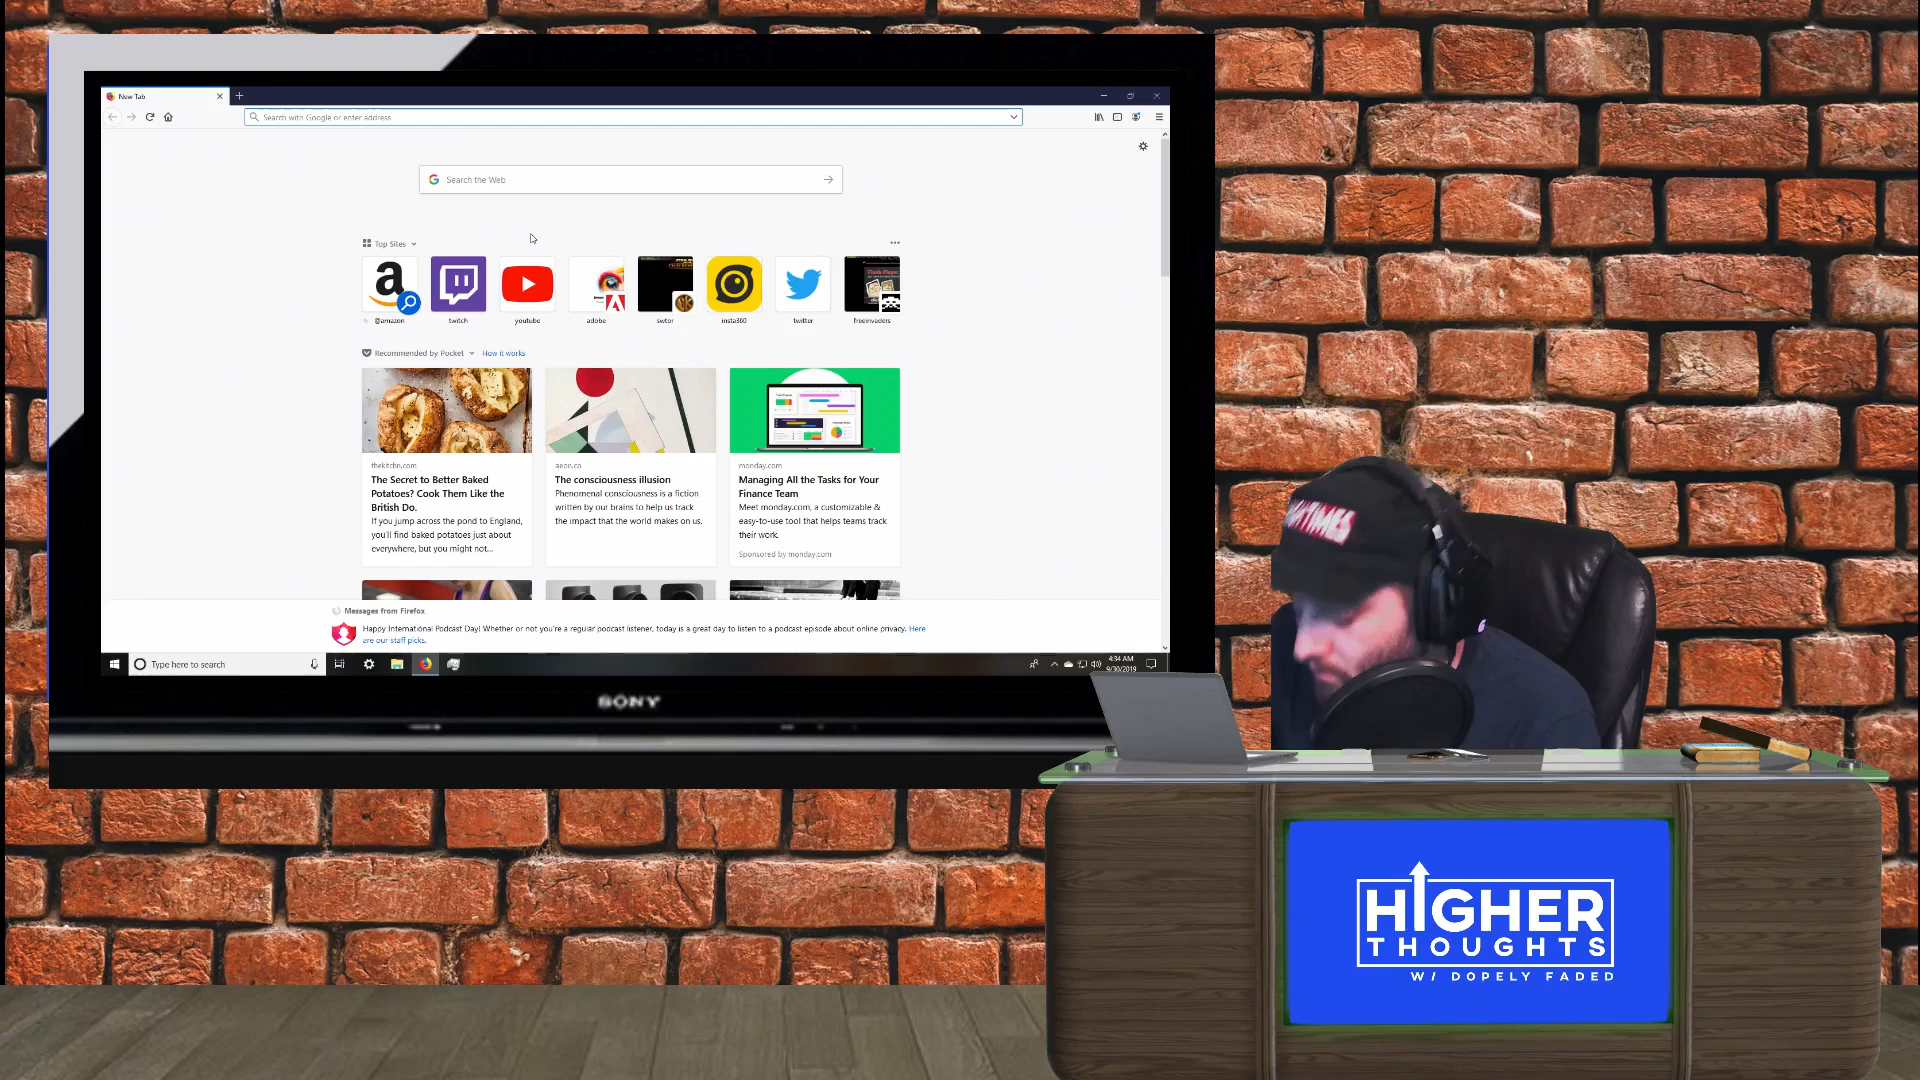 New Tab
Search with Google or enter address
Search the Web
Top Sites
@amazon
twitch
youtube
adobe
swtor
insta360
twitter
freeinvaders
Recommended by Pocket
How it works
thekitchn.com
The Secret to Better Baked
Potatoes? Cook Them Like the
British Do.
If you jump across the pond to England,
you'll find baked potatoes just about
everywhere, but you might not...
aeon.co
The consciousness illusion
Phenomenal consciousness is a fiction
written by our brains to help us track
the impact that the world makes on us.
monday.com
Managing All the Tasks for Your
Finance Team
Meet monday.com, a customizable &
easy-to-use tool that helps teams track
their work.
Sponsored by monday.com
Messages from Firefox
Happy International Podcast Day! Whether or not you're a regular podcast listener, today is a great day to listen to a podcast episode about online privacy. Here
are our staff picks.
Type here to search
4:34 AM
9/30/2019
SONY
HIGHER
THOUGHTS
W/ DOPELY FADED